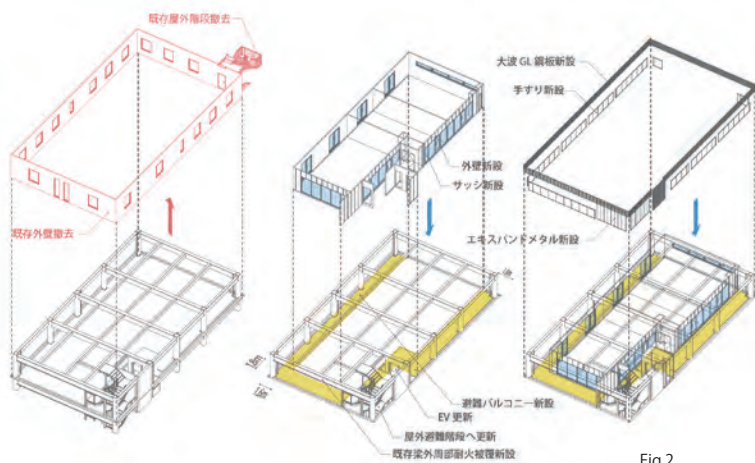 既存屋外階段撤去
既存外壁撤去
外壁新設
サッシ新設
大波 GL 鋼板新設
手すり新設
エキスパンドメタル新設
避難バルコニー新設
EV 更新
屋外避難階段へ更新
既存梁外周部耐火被覆新設
Fig.2